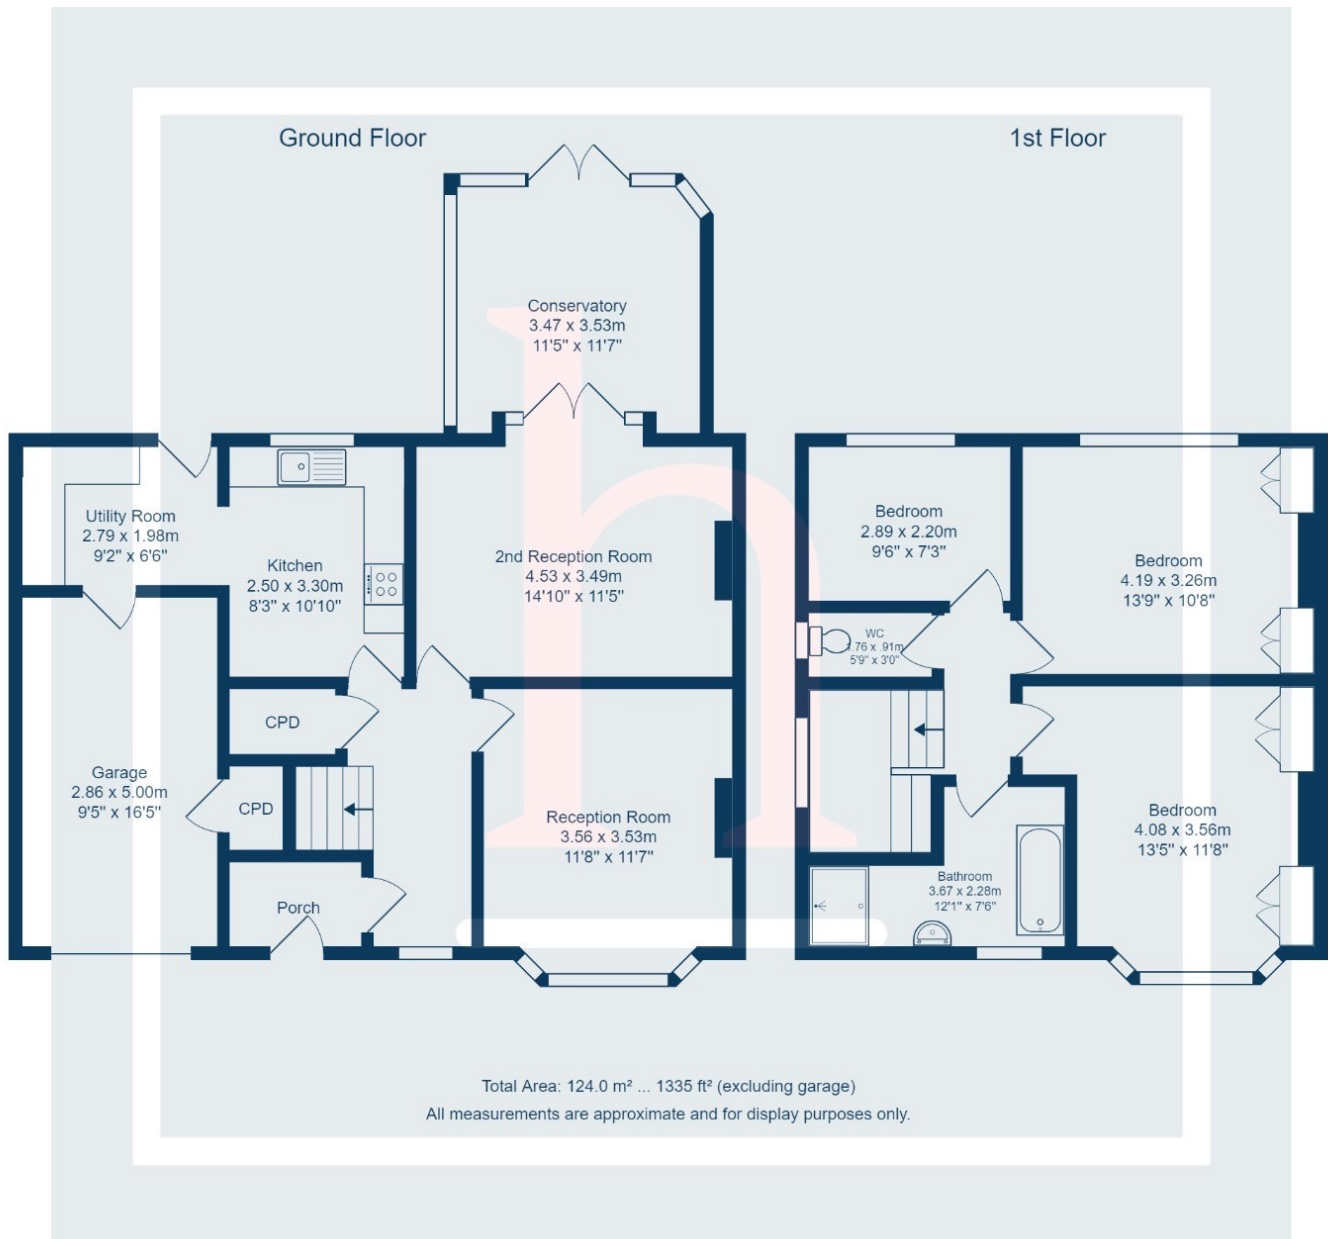 Ground Floor
1st Floor
Conservatory
3.47 x 3.53m
11'5" x 11'7"
Utility Room
2.79 x 1.98m
9'2" x 6'6"
Kitchen
2.50 x 3.30m
8'3" x 10'10"
2nd Reception Room
4.53 x 3.49m
14'10" x 11'5"
CPD
Garage
2.86 x 5.00m
9'5" x 16'5"
CPD
Reception Room
3.56 x 3.53m
11'8" x 11'7"
Porch
Bedroom
2.89 x 2.20m
9'6" x 7'3"
Bedroom
4.19 x 3.26m
13'9" x 10'8"
WC
1.76 x .91m
5'9" x 3'0"
Bedroom
4.08 x 3.56m
13'5" x 11'8"
Bathroom
3.67 x 2.28m
12'1" x 7'6"
h
Total Area: 124.0 m² ... 1335 ft² (excluding garage)
All measurements are approximate and for display purposes only.